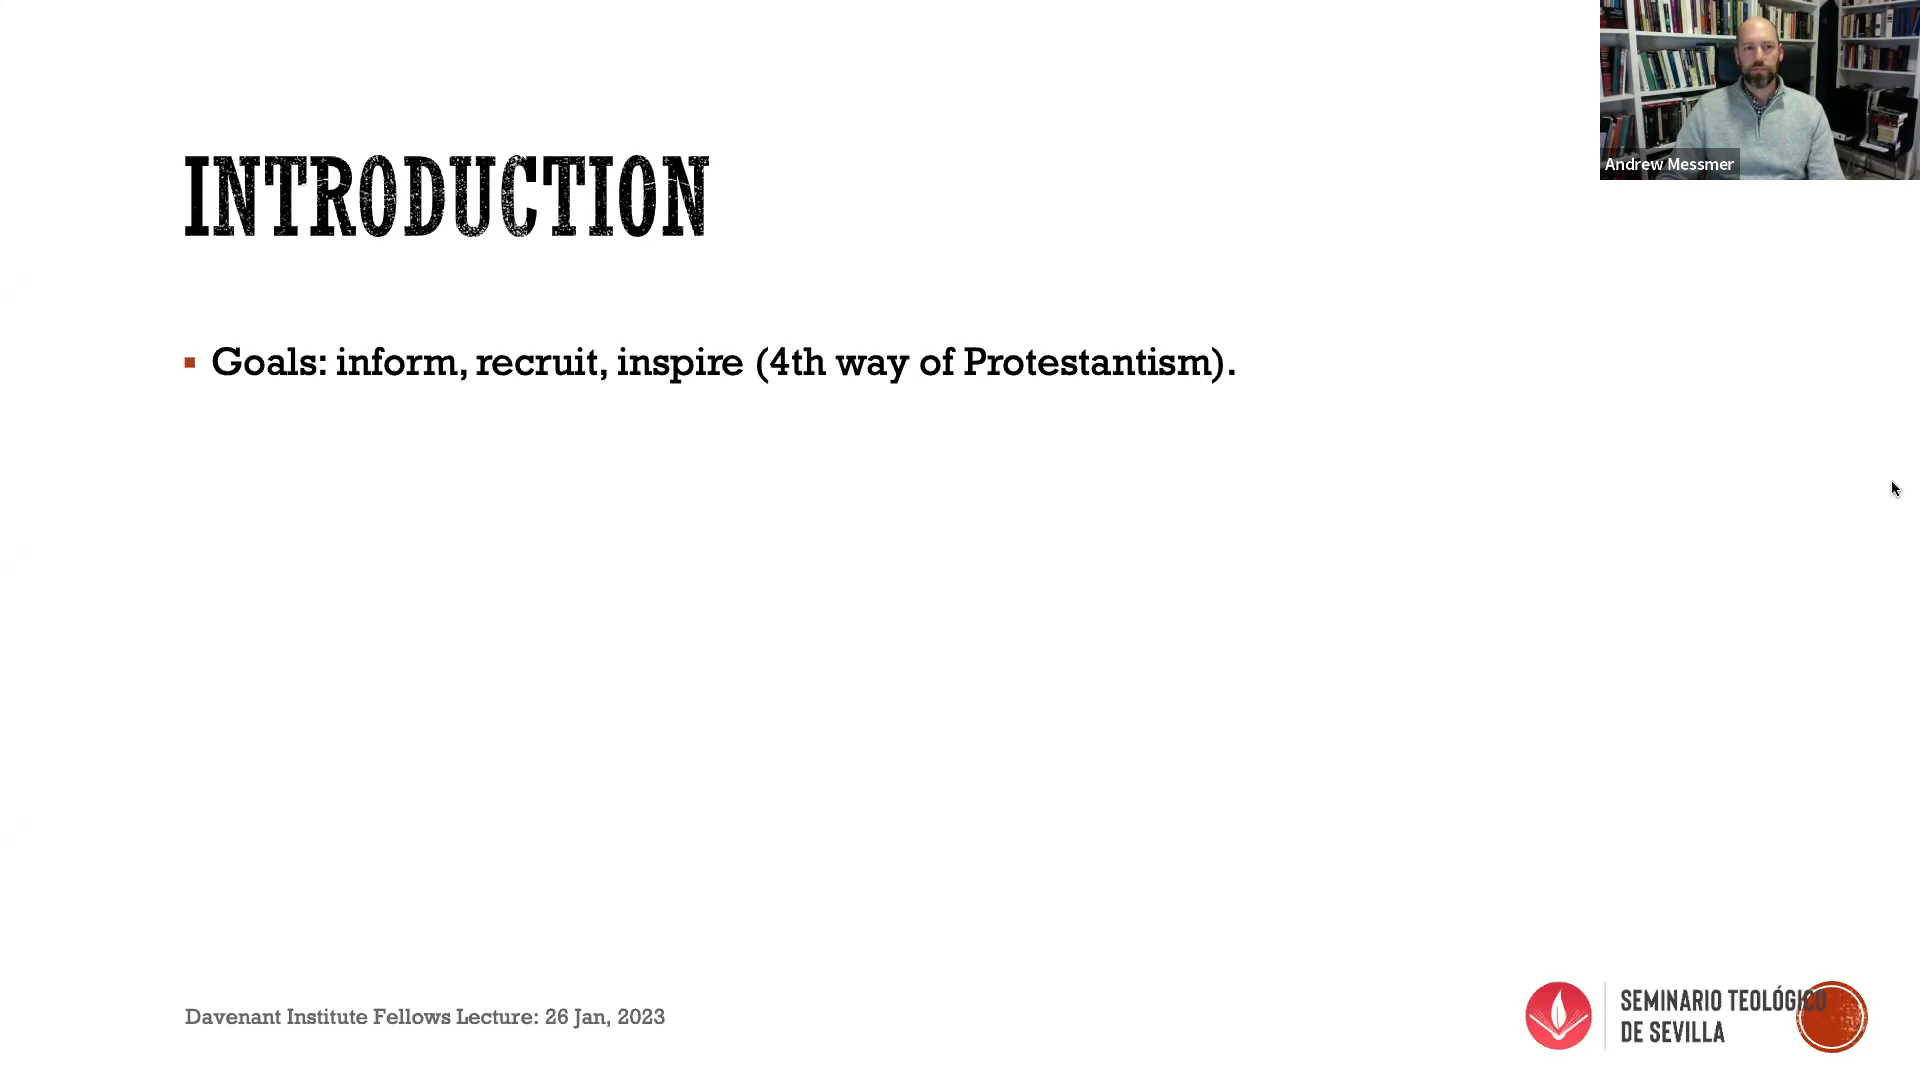 Andrew Messmer
INTRODUCTION
▪ Goals: inform, recruit, inspire (4th way of Protestantism).
Davenant Institute Fellows Lecture: 26 Jan, 2023
SEMINARIO TEOLÓGICO
DE SEVILLA